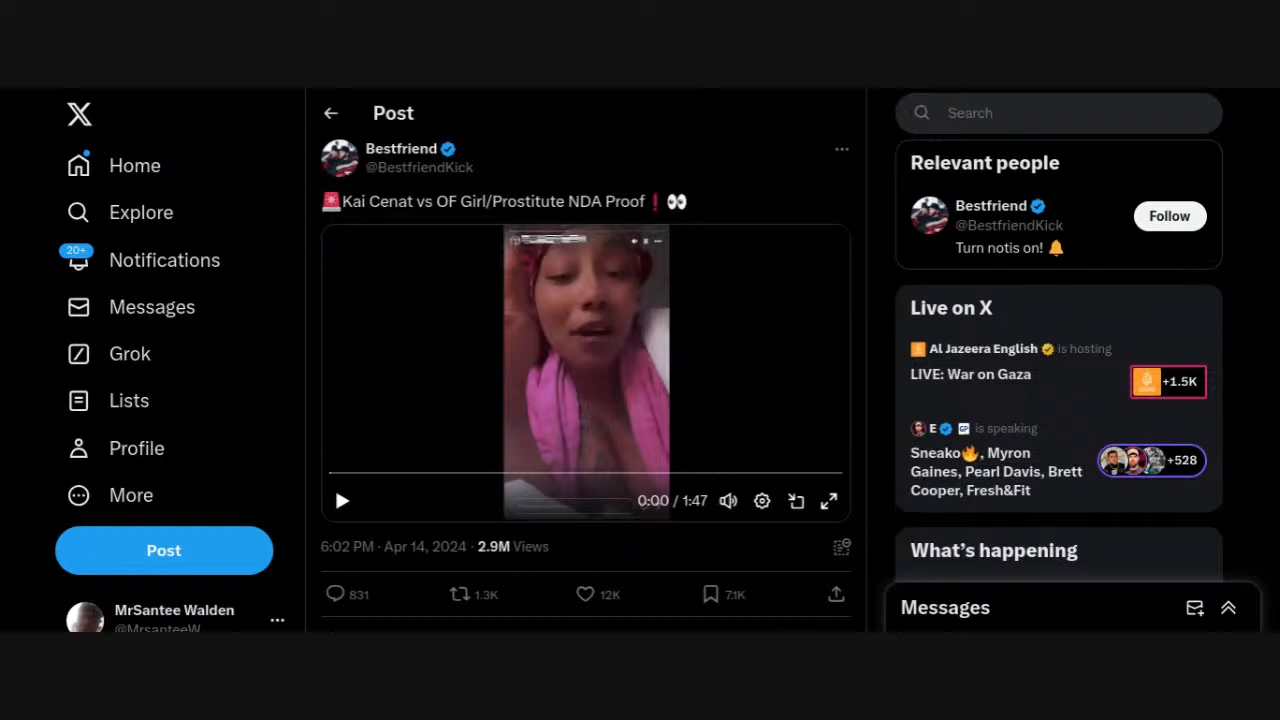 Home
Explore
20+
Notifications
Messages
Grok
Lists
Profile
More
Post
MrSantee Walden
@MrsanteeW
Post
Bestfriend
@BestfriendKick
🚨Kai Cenat vs OF Girl/Prostitute NDA Proof❗👀
0:00 / 1:47
6:02 PM · Apr 14, 2024 · 2.9M Views
831
1.3K
12K
7.1K
Search
Relevant people
Bestfriend
@BestfriendKick
Follow
Turn notis on! 🔔
Live on X
Al Jazeera English is hosting
LIVE: War on Gaza
+1.5K
E is speaking
Sneako🔥, Myron
Gaines, Pearl Davis, Brett
Cooper, Fresh&Fit
+528
What's happening
Messages